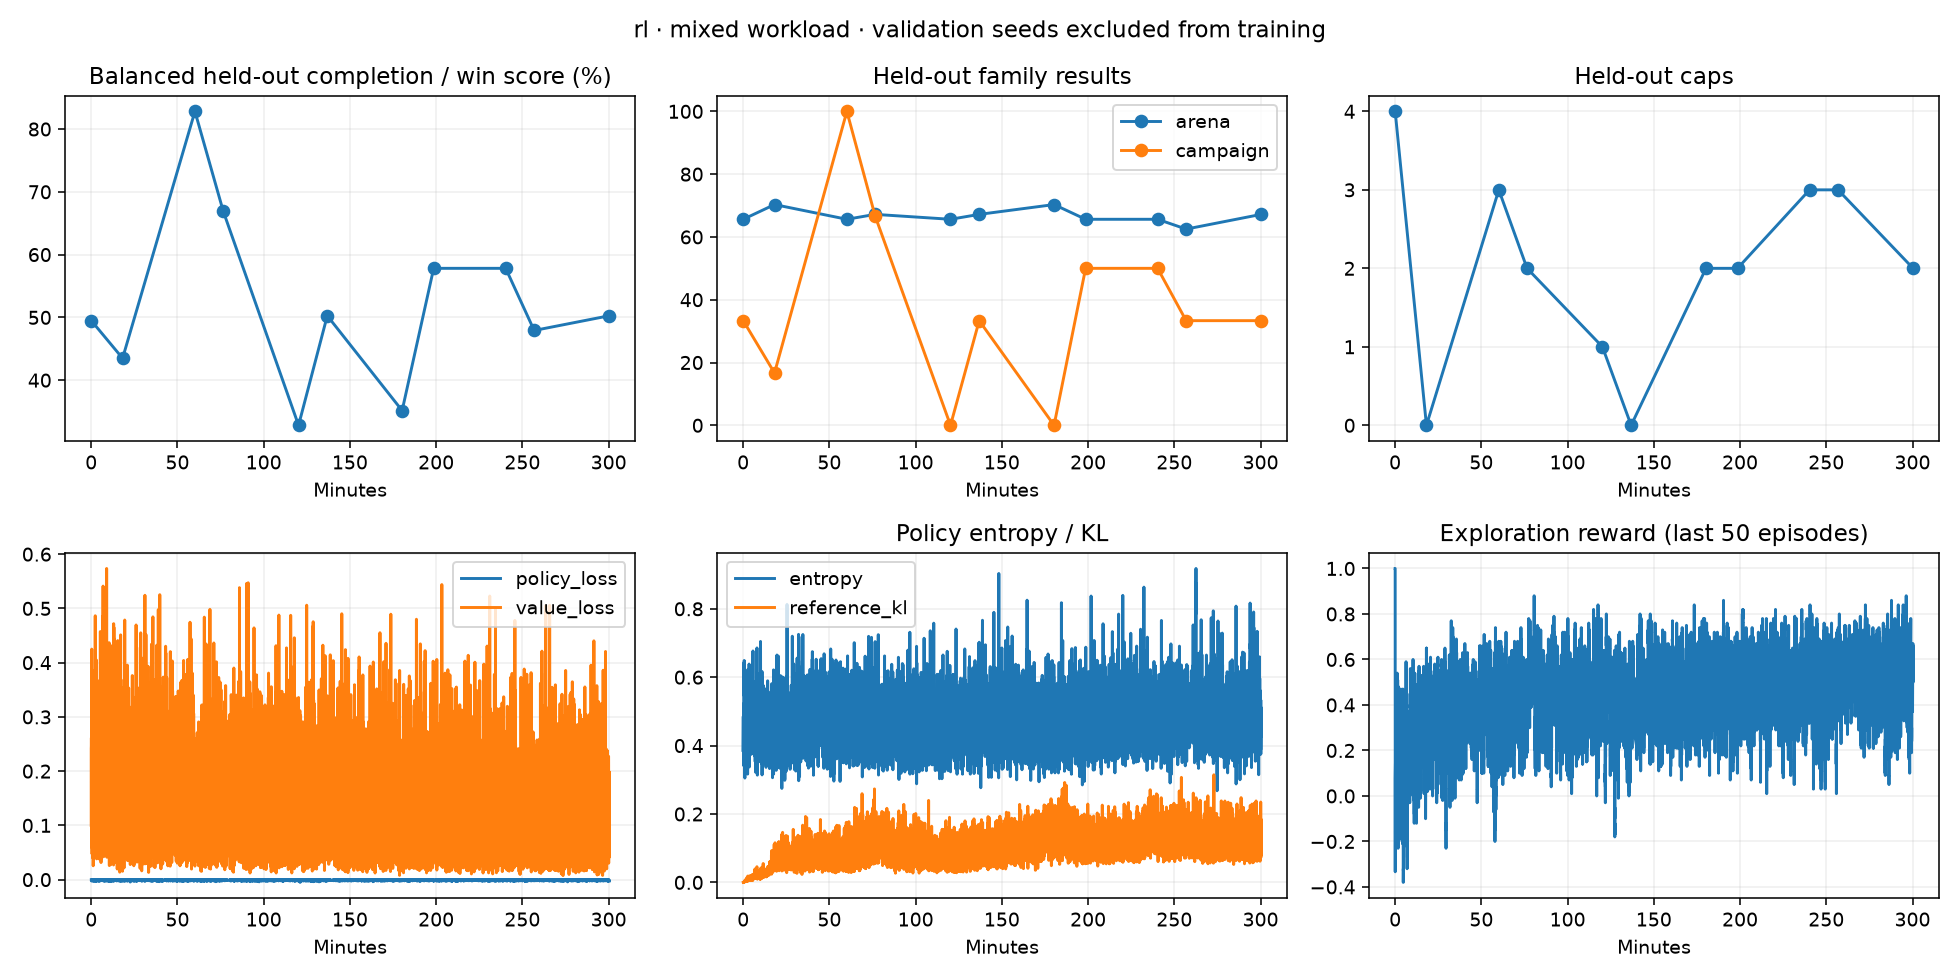 rl · mixed workload · validation seeds excluded from training
Balanced held-out completion / win score (%)
80
70
60
50
40
0 50 100 150 200 250 300
Minutes
Held-out family results
arena
campaign
100
80
60
40
20
0
0 50 100 150 200 250 300
Minutes
Held-out caps
4
3
2
1
0
0 50 100 150 200 250 300
Minutes
policy_loss
value_loss
0.6
0.5
0.4
0.3
0.2
0.1
0.0
0 50 100 150 200 250 300
Minutes
Policy entropy / KL
entropy
reference_kl
0.8
0.6
0.4
0.2
0.0
0 50 100 150 200 250 300
Minutes
Exploration reward (last 50 episodes)
1.0
0.8
0.6
0.4
0.2
0.0
−0.2
−0.4
0 50 100 150 200 250 300
Minutes